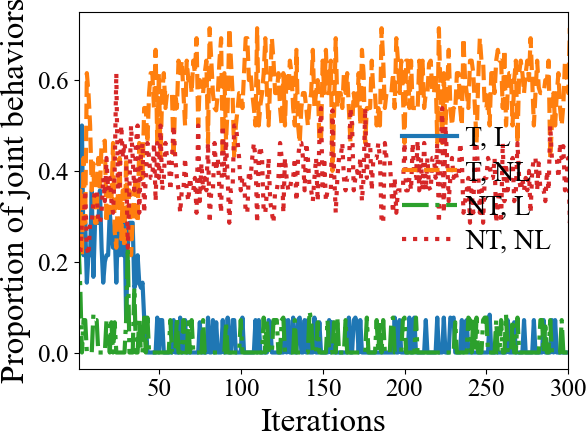 Proportion of joint behaviors
0.6
0.4
0.2
0.0
T, L
T, NL
NT, L
NT, NL
50 100 150 200 250 300
Iterations